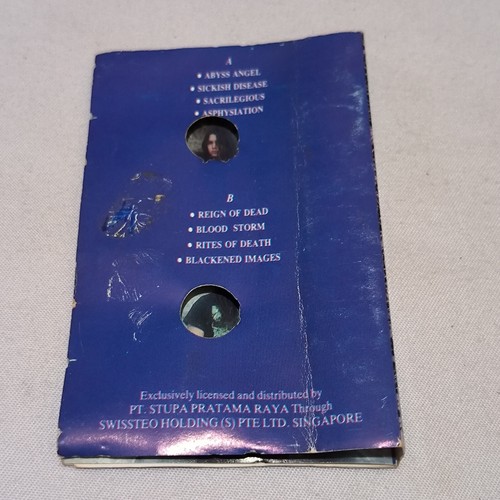 A
• ABYSS ANGEL
• SICKISH DISEASE
• SACRILEGIOUS
• ASPHYSIATION
B
• REIGN OF DEAD
• BLOOD STORM
• RITES OF DEATH
• BLACKENED IMAGES
Exclusively licensed and distributed by
PT. STUPA PRATAMA RAYA Through
SWISSTEO HOLDING (S) PTE LTD. SINGAPORE